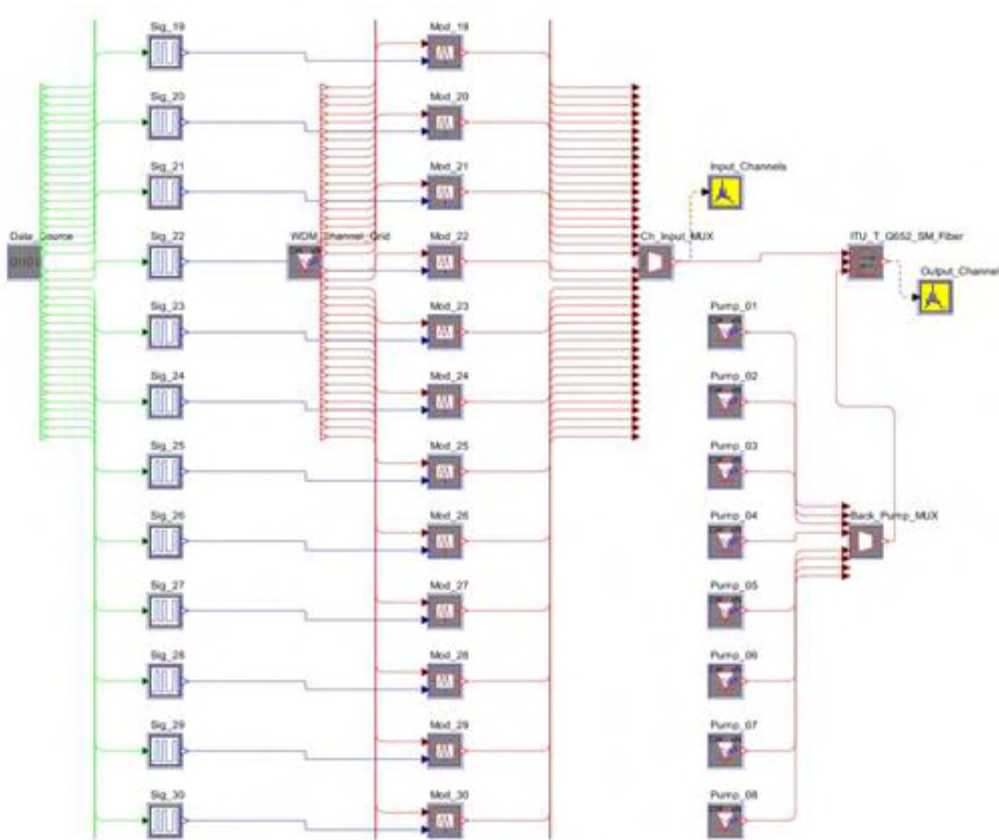 Sig_19
Mod_19
Sig_20
Mod_20
Sig_21
Mod_21
Input_Channels
Data_Source
Sig_22
WDM_Channel_Grid
Mod_22
Ch_Input_MUX
ITU_T_G652_SM_Fiber
Output_Channel
Sig_23
Mod_23
Pump_01
Sig_24
Mod_24
Pump_02
Sig_25
Mod_25
Pump_03
Sig_26
Mod_26
Pump_04
Back_Pump_MUX
Sig_27
Mod_27
Pump_05
Sig_28
Mod_28
Pump_06
Sig_29
Mod_29
Pump_07
Sig_30
Mod_30
Pump_08